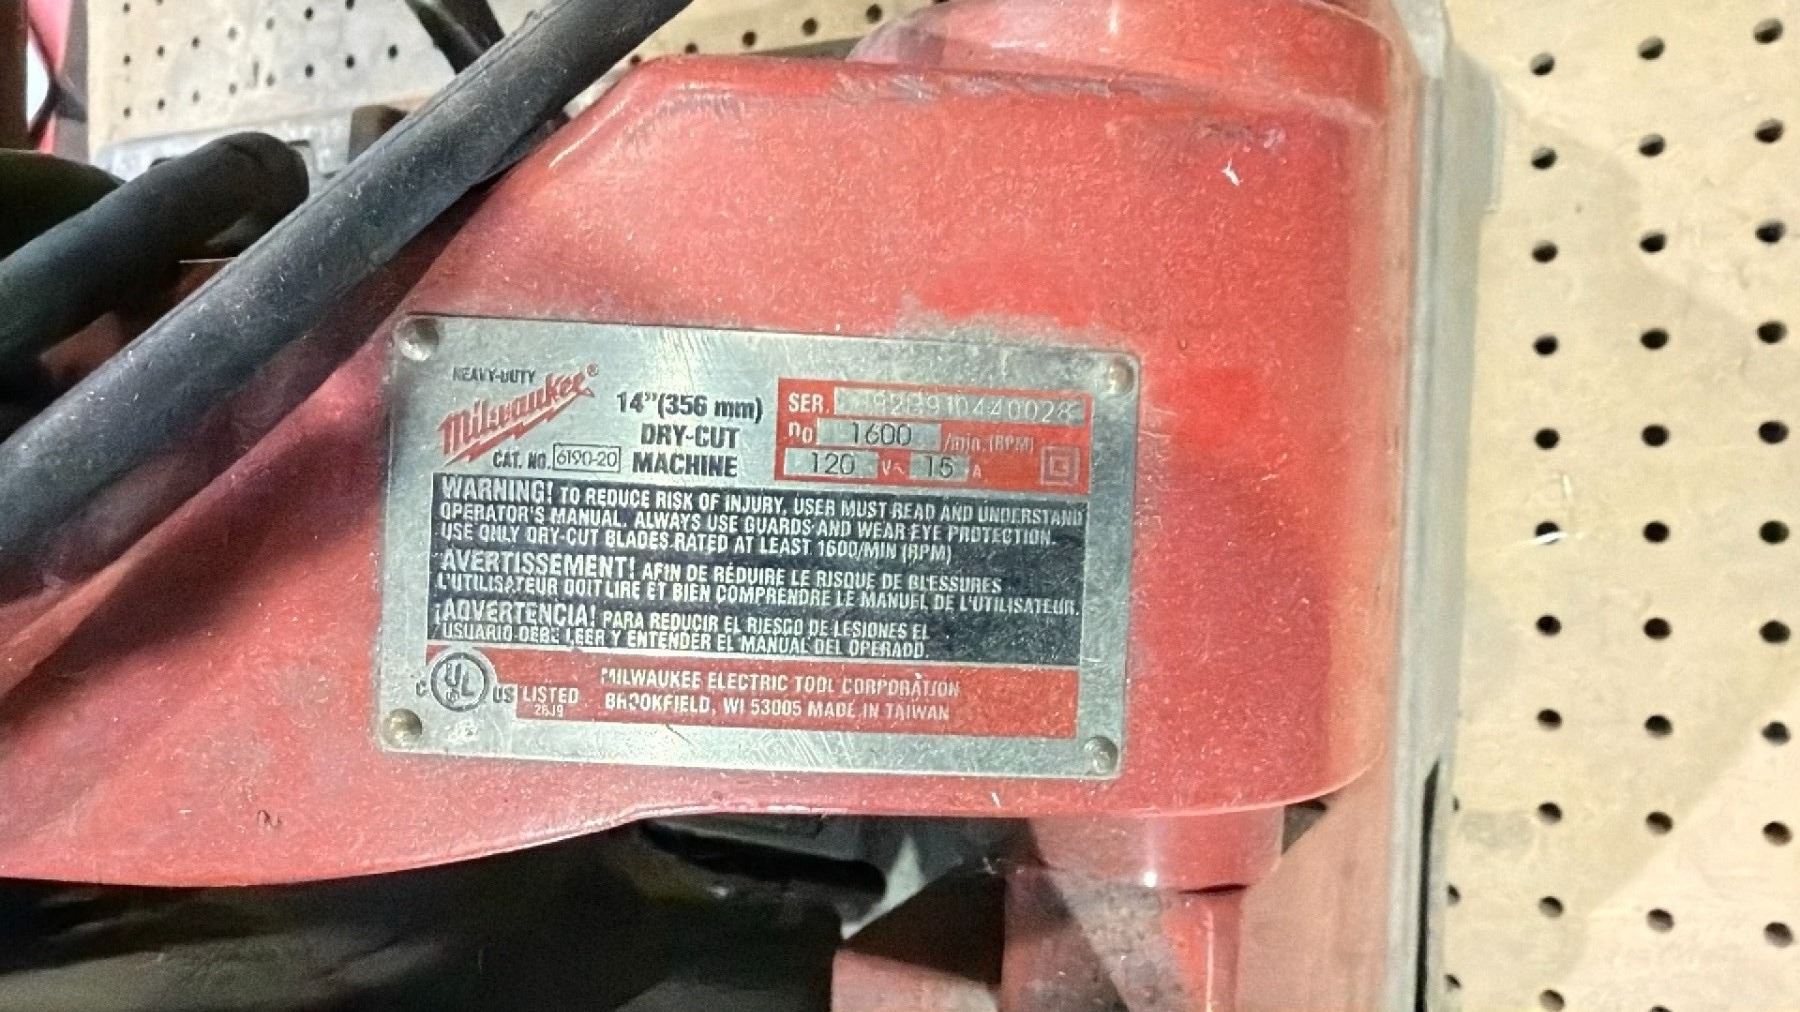 HEAVY-DUTY
Milwaukee®
14"(356 mm)
DRY-CUT
CAT. NO. 6190-20 MACHINE
SER.
n0 1600 /min.(RPM)
120 V~ 15 A
WARNING! TO REDUCE RISK OF INJURY, USER MUST READ AND UNDERSTAND
OPERATOR'S MANUAL. ALWAYS USE GUARDS AND WEAR EYE PROTECTION.
USE ONLY DRY-CUT BLADES RATED AT LEAST 1600/MIN (RPM)
AVERTISSEMENT! AFIN DE RÉDUIRE LE RISQUE DE BLESSURES
L'UTILISATEUR DOIT LIRE ET BIEN COMPRENDRE LE MANUEL DE L'UTILISATEUR.
¡ADVERTENCIA! PARA REDUCIR EL RIESGO DE LESIONES EL
USUARIO DEBE LEER Y ENTENDER EL MANUAL DEL OPERADO.
C UL US LISTED
MILWAUKEE ELECTRIC TOOL CORPORATION
BROOKFIELD, WI 53005 MADE IN TAIWAN